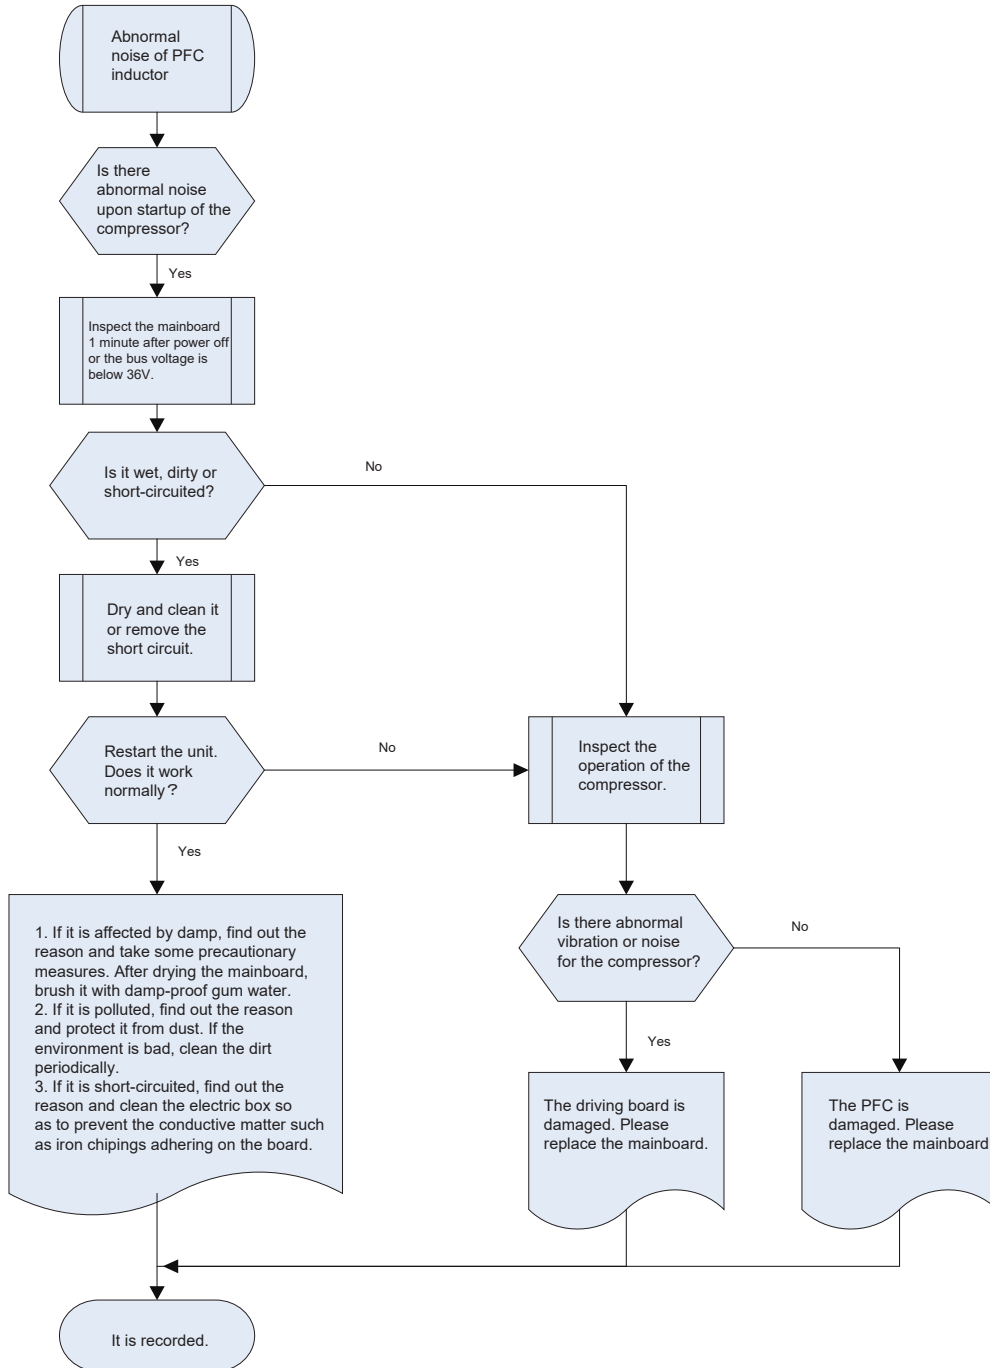 Abnormal
noise of PFC
inductor
Is there
abnormal noise
upon startup of the
compressor?
Yes
Inspect the mainboard
1 minute after power off
or the bus voltage is
below 36V.
Is it wet, dirty or
short-circuited?
No
Yes
Dry and clean it
or remove the
short circuit.
Restart the unit.
Does it work
normally?
No
Inspect the
operation of the
compressor.
Yes
1. If it is affected by damp, find out the
reason and take some precautionary
measures. After drying the mainboard,
brush it with damp-proof gum water.
2. If it is polluted, find out the reason
and protect it from dust. If the
environment is bad, clean the dirt
periodically.
3. If it is short-circuited, find out the
reason and clean the electric box so
as to prevent the conductive matter such
as iron chipings adhering on the board.
Is there abnormal
vibration or noise
for the compressor?
No
Yes
The driving board is
damaged. Please
replace the mainboard.
The PFC is
damaged. Please
replace the mainboard
It is recorded.